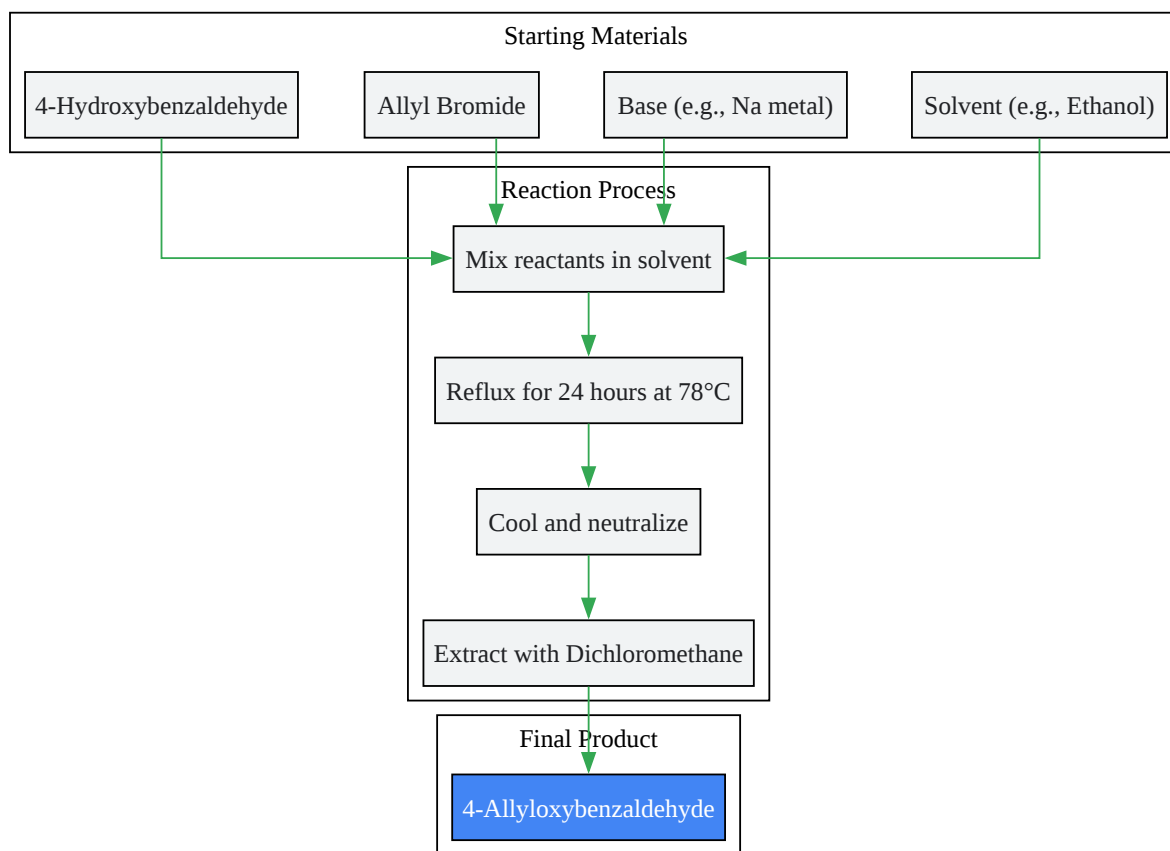 Starting Materials
4-Hydroxybenzaldehyde
Allyl Bromide
Base (e.g., Na metal)
Solvent (e.g., Ethanol)
Reaction Process
Mix reactants in solvent
Reflux for 24 hours at 78°C
Cool and neutralize
Extract with Dichloromethane
Final Product
4-Allyloxybenzaldehyde